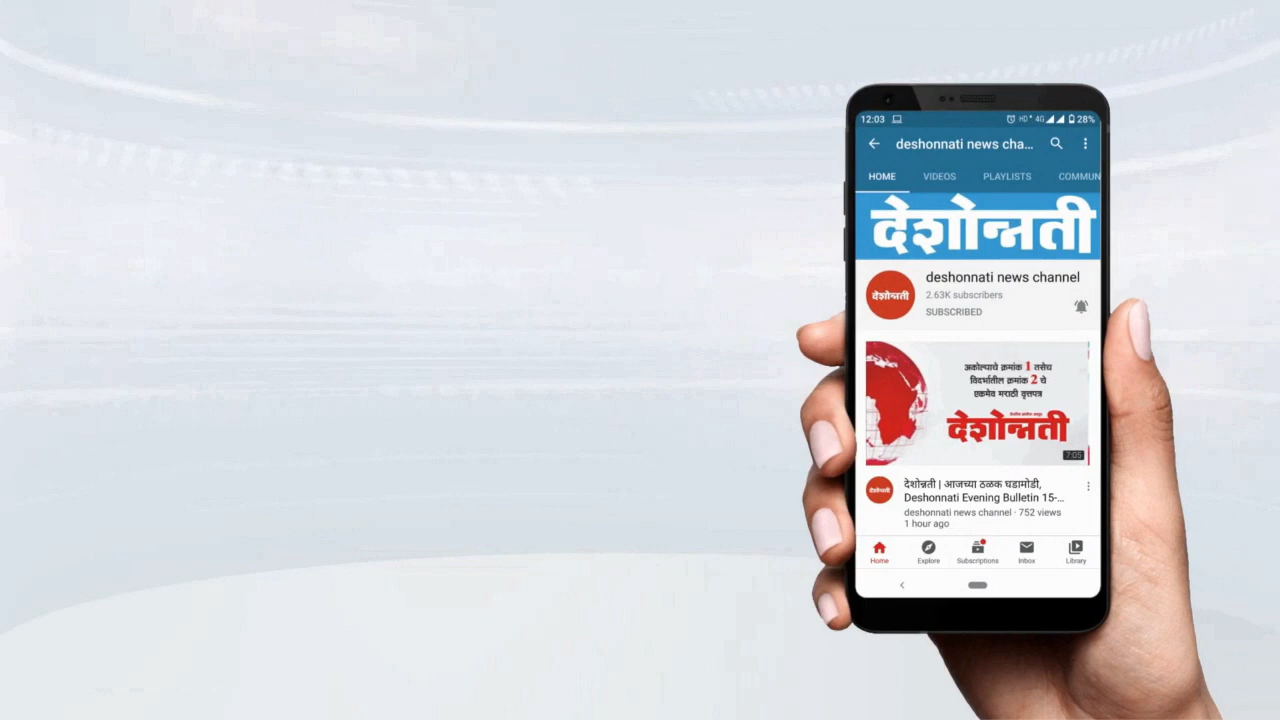 12:03
HD+ 4G 28%
deshonnati news cha...
HOME VIDEOS PLAYLISTS COMMUN
देशोन्नती
deshonnati news channel
देशोन्नती
2.63K subscribers
SUBSCRIBED
अकोल्याचे क्रमांक 1 तसेच
विदर्भातील क्रमांक 2 चे
एकमेव मराठी वृत्तपत्र
देशोन्नती
7:05
देशोन्नती | आजच्या ठळक घडामोडी,
देशोन्नती
Deshonnati Evening Bulletin 15-...
deshonnati news channel · 752 views
1 hour ago
Home Explore Subscriptions Inbox Library